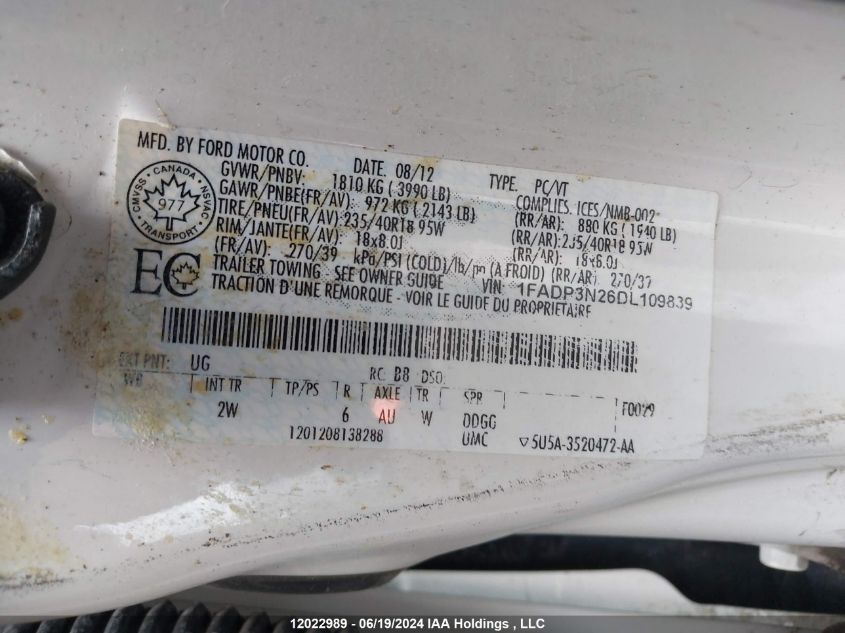 MFD. BY FORD MOTOR CO. DATE. 08/12 TYPE. PC/VT
GVWR/PNBV: 1810 KG ( 3990 LB) COMPLIES. ICES/NMB-002
GAWR/PNBE(FR/AV): 972 KG ( 2143 LB) (RR/AR): 880 KG ( 1940 LB)
TIRE/PNEU(FR/AV): 235/40R18 95W (RR/AR): 235/40R18 95W
RIM/JANTE(FR/AV): 18x8.0J (RR/AR): 18x8.0J
(FR/AV): 270/39 kPa/PSI (COLD)/lb/pn (A FROID) (RR/AR) 270/39
TRAILER TOWING - SEE OWNER GUIDE VIN: 1FADP3N26DL109839
TRACTION D'UNE REMORQUE - VOIR LE GUIDE DU PROPRIETAIRE
CANADA
CMVSS NSVAC
977
TRANSPORT
EC
EXT PNT: UG RC: B8 DSO:
WB INT TR TP/PS R AXLE TR SPR F0029
2W 6 AU W DDGG
1201208138288 UMC ▽5U5A-3520472-AA
12022989 - 06/19/2024 IAA Holdings , LLC